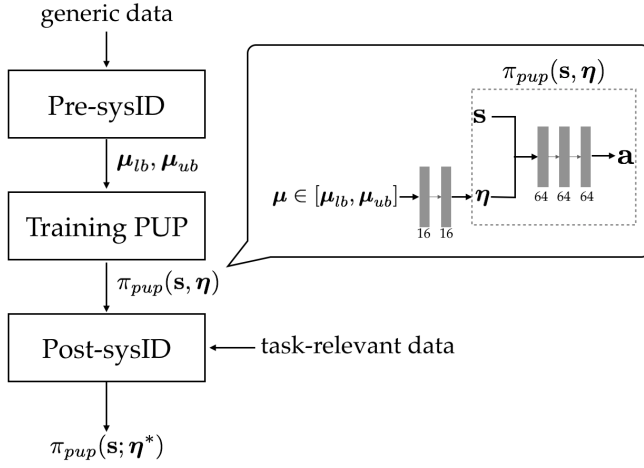 generic data
Pre-sysID
μ_lb, μ_ub
Training PUP
π_pup(s, η)
Post-sysID
task-relevant data
π_pup(s; η*)
π_pup(s, η)
s
a
μ ∈ [μ_lb, μ_ub]
η
16 16
64 64 64